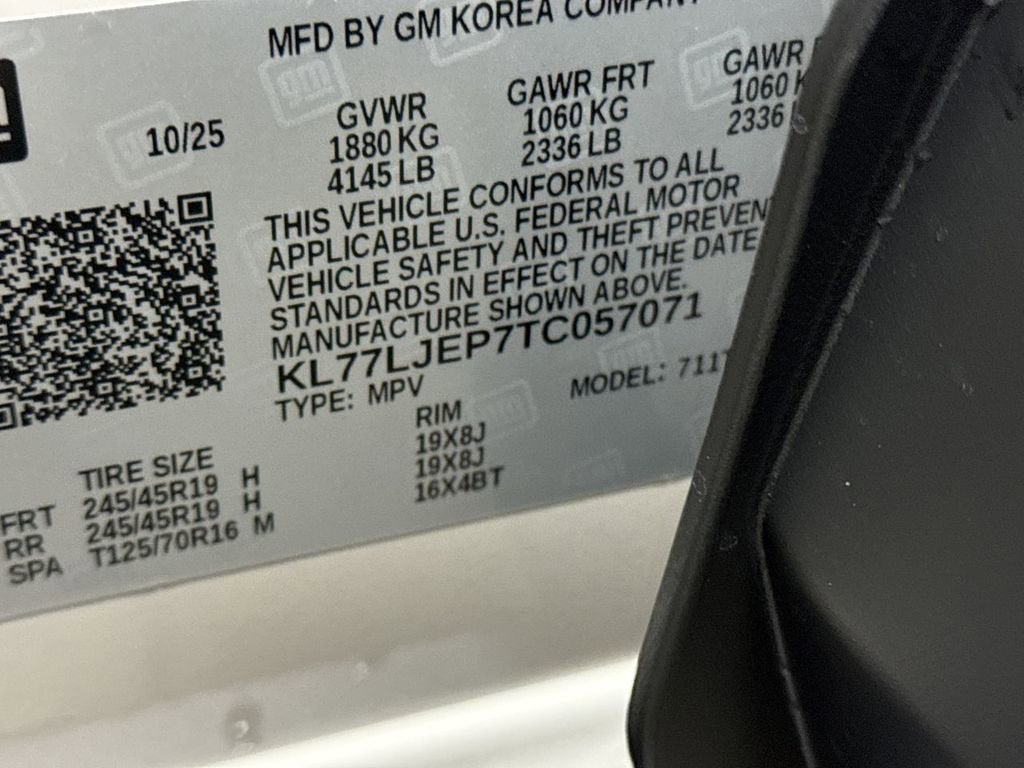 MFD BY GM KOREA COMPANY
10/25
GVWR
1880 KG
4145 LB
GAWR FRT
1060 KG
2336 LB
GAWR
1060
2336
THIS VEHICLE CONFORMS TO ALL
APPLICABLE U.S. FEDERAL MOTOR
VEHICLE SAFETY AND THEFT PREVEN
STANDARDS IN EFFECT ON THE DATE
MANUFACTURE SHOWN ABOVE.
KL77LJEP7TC057071
TYPE: MPV MODEL: 711
TIRE SIZE RIM
FRT 245/45R19 H 19X8J
RR 245/45R19 H 19X8J
SPA T125/70R16 M 16X4BT